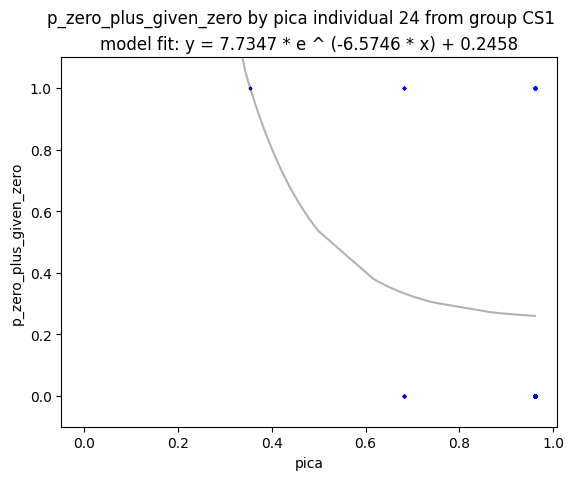 p_zero_plus_given_zero by pica individual 24 from group CS1
model fit: y = 7.7347 * e ^ (-6.5746 * x) + 0.2458
1.0
0.8
0.6
0.4
0.2
0.0
p_zero_plus_given_zero
0.0 0.2 0.4 0.6 0.8 1.0
pica